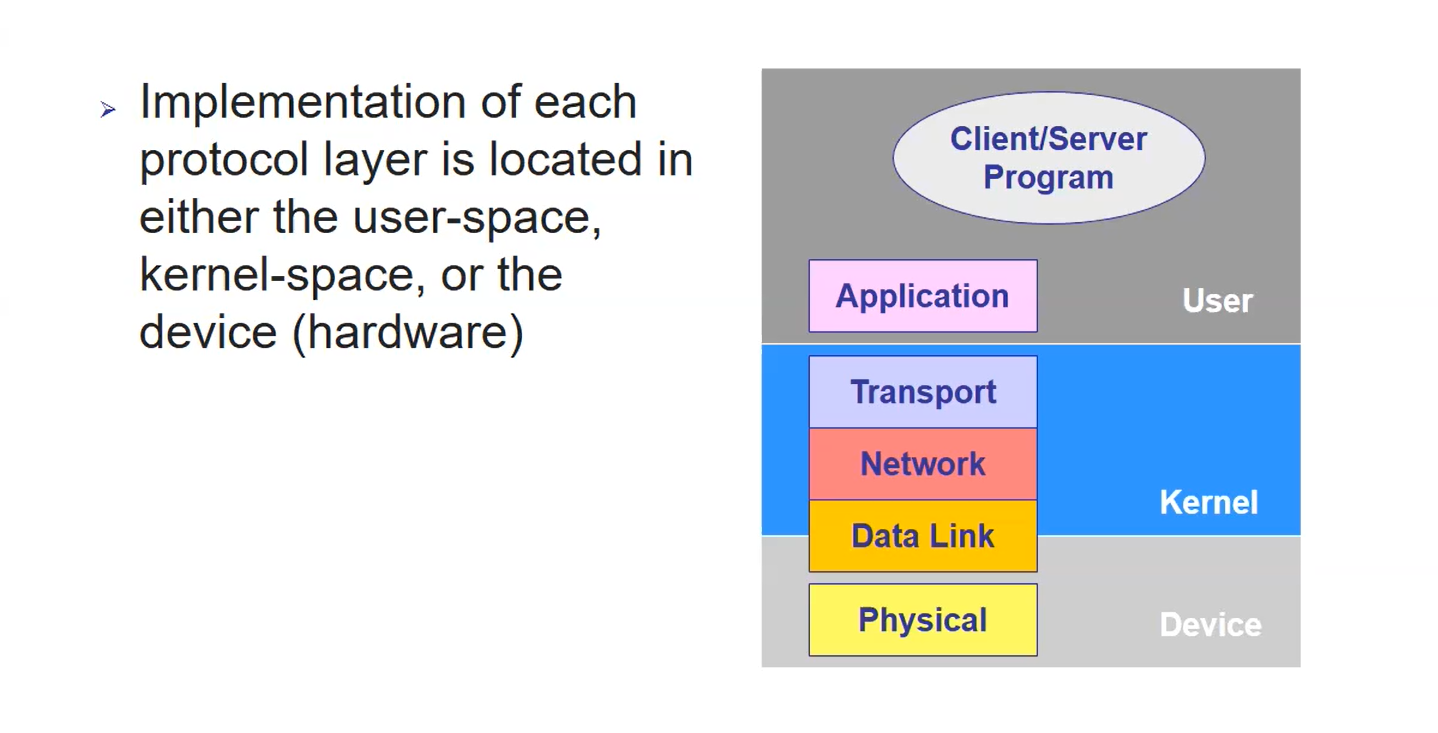 Implementation of each
protocol layer is located in
either the user-space,
kernel-space, or the
device (hardware)
Client/Server
Program
Application
User
Transport
Network
Kernel
Data Link
Physical
Device